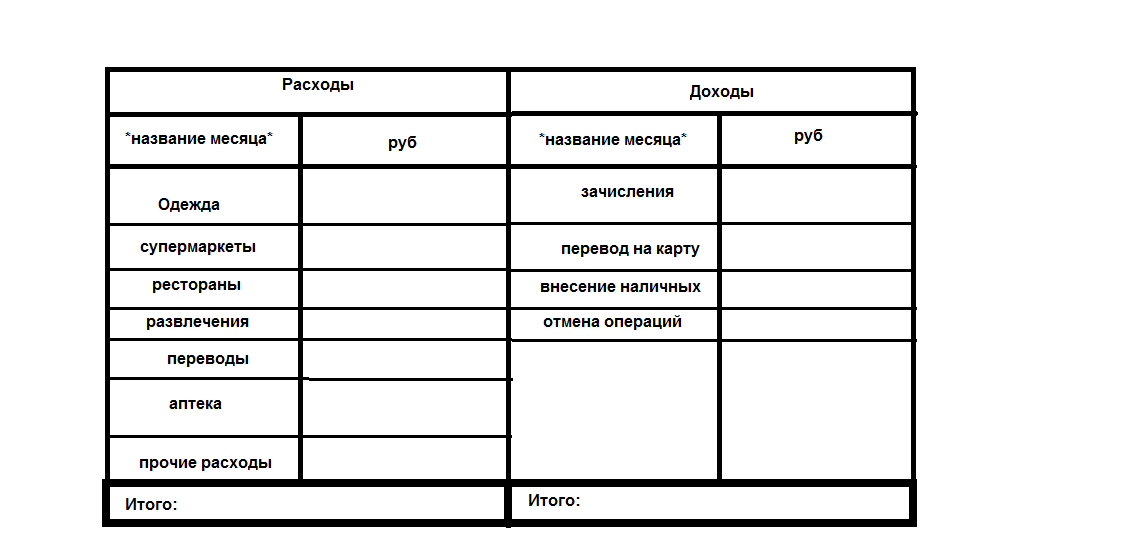 Расходы
Доходы
*название месяца*
руб
*название месяца*
руб
Одежда
зачисления
супермаркеты
перевод на карту
рестораны
внесение наличных
развлечения
отмена операций
переводы
аптека
прочие расходы
Итого:
Итого: